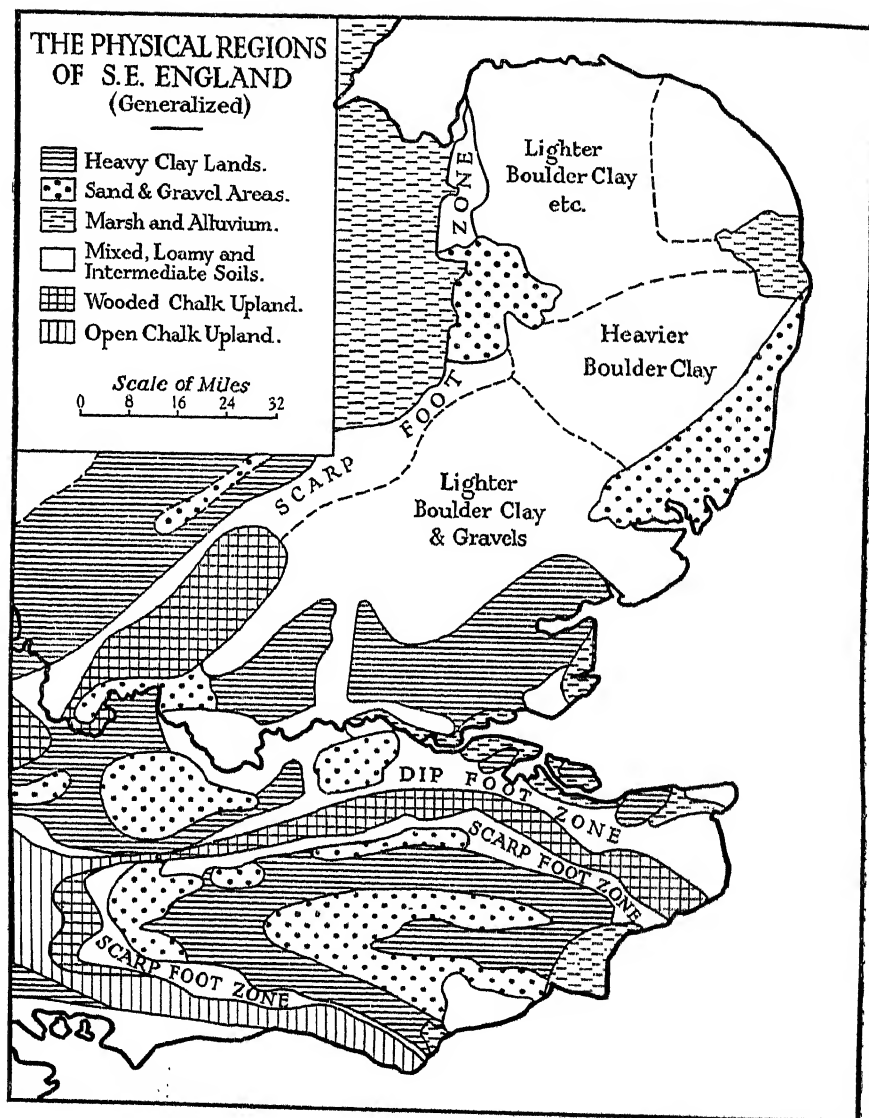 THE PHYSICAL REGIONS
OF S.E. ENGLAND
(Generalized)
Heavy Clay Lands.
Sand & Gravel Areas.
Marsh and Alluvium.
Mixed, Loamy and
Intermediate Soils.
Wooded Chalk Upland.
Open Chalk Upland.
Scale of Miles
0 8 16 24 32
Lighter
Boulder Clay
etc.
Heavier
Boulder Clay
SCARP FOOT ZONE
Lighter
Boulder Clay
& Gravels
DIP FOOT ZONE
SCARP FOOT ZONE
SCARP FOOT ZONE